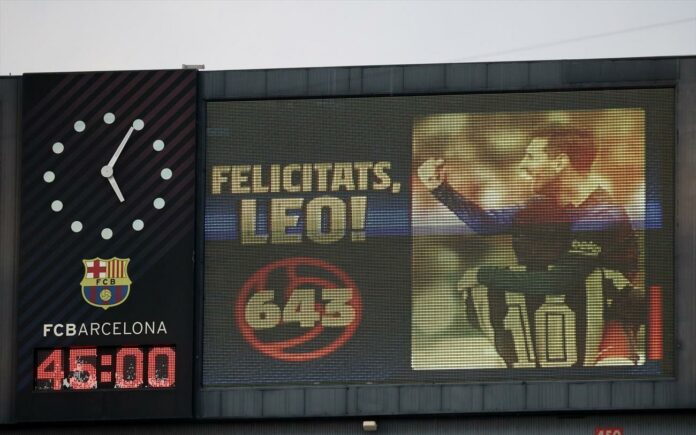 FELICITATS,
LEO!
643
10
FCB
FCBARCELONA
45:00